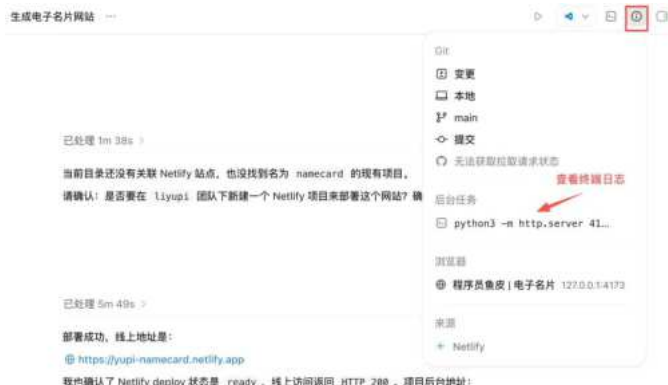 生成电子名片网站 ···
Git
变更
本地
main
提交
无法获取拉取请求状态
查看终端日志
后台任务
python3 -m http.server 41…
浏览器
程序员鱼皮 | 电子名片 127.0.0.1:4173
来源
+ Netlify
已处理 1m 38s >
当前目录还没有关联 Netlify 站点，也没找到名为 namecard 的现有项目。
请确认：是否要在 liyupi 团队下新建一个 Netlify 项目来部署这个网站？确
已处理 5m 49s >
部署成功，线上地址是：
https://yupi-namecard.netlify.app
我也确认了 Netlify deploy 状态是 ready，线上访问返回 HTTP 200。项目后台地址：